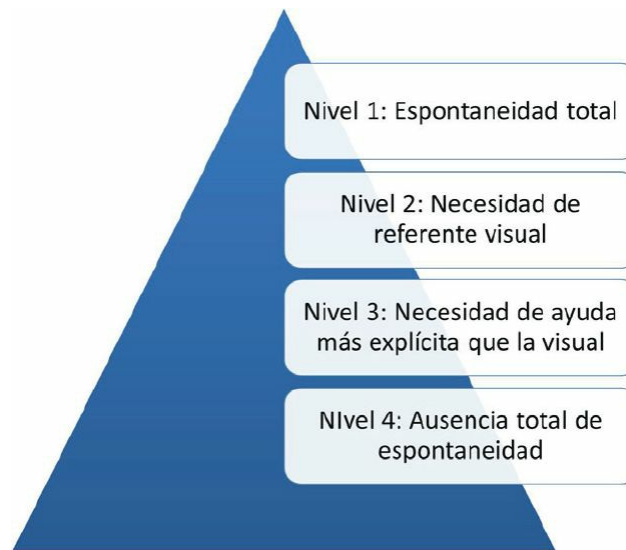 Nivel 1: Espontaneidad total
Nivel 2: Necesidad de
referente visual
Nivel 3: Necesidad de ayuda
más explícita que la visual
NIvel 4: Ausencia total de
espontaneidad